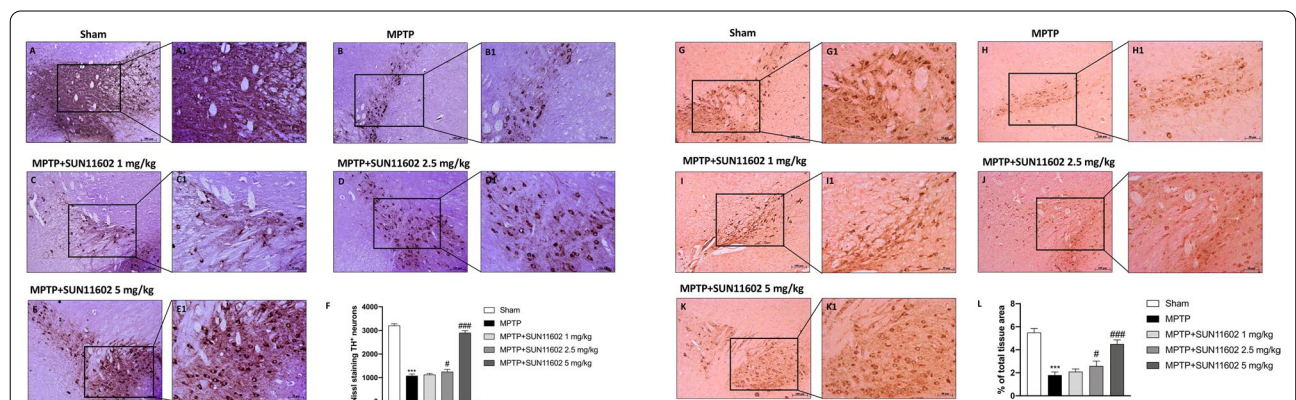 Sham
MPTP
A
A1
B
B1
MPTP+SUN11602 1 mg/kg
MPTP+SUN11602 2.5 mg/kg
C
C1
D
D1
MPTP+SUN11602 5 mg/kg
E
E1
F
Nissl staining TH⁺ neurons
4000
3000
2000
1000
0
***
#
###
Sham
MPTP
MPTP+SUN11602 1 mg/kg
MPTP+SUN11602 2.5 mg/kg
MPTP+SUN11602 5 mg/kg
Sham
MPTP
G
G1
H
H1
MPTP+SUN11602 1 mg/kg
MPTP+SUN11602 2.5 mg/kg
I
I1
J
MPTP+SUN11602 5 mg/kg
K
K1
L
% of total tissue area
8
6
4
2
0
***
#
###
Sham
MPTP
MPTP+SUN11602 1 mg/kg
MPTP+SUN11602 2.5 mg/kg
MPTP+SUN11602 5 mg/kg